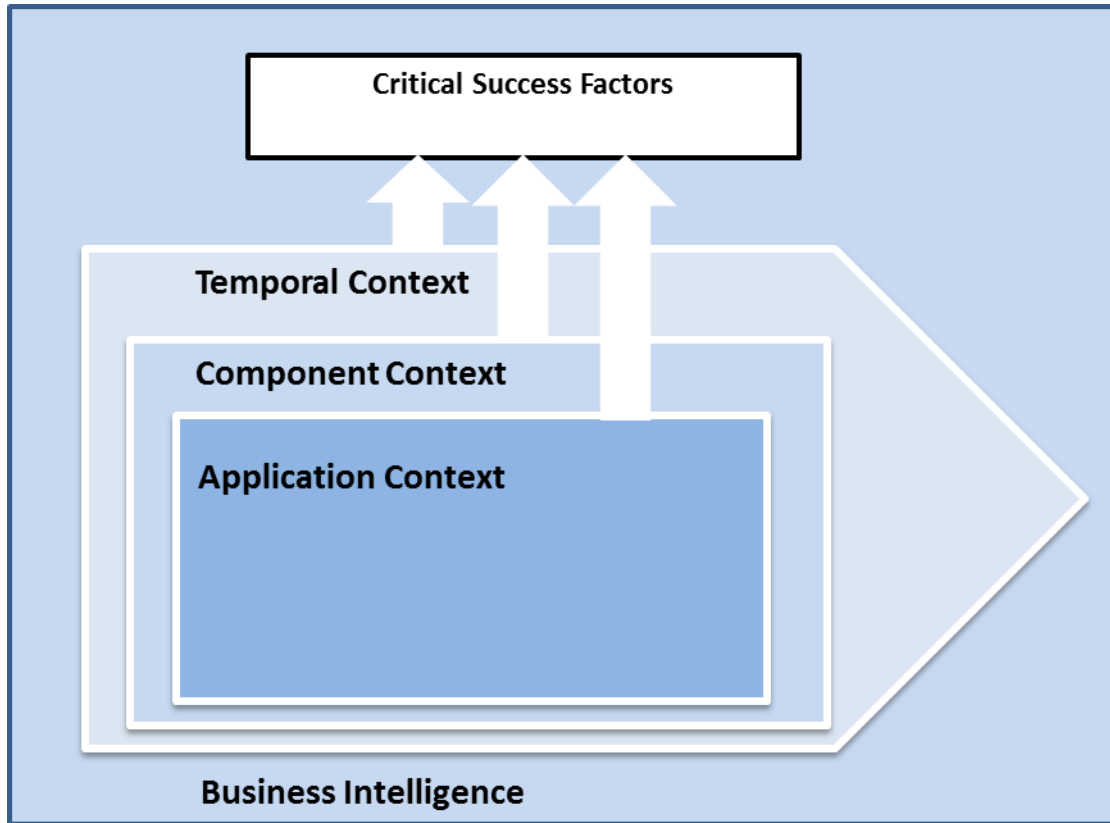 Critical Success Factors
Temporal Context
Component Context
Application Context
Business Intelligence